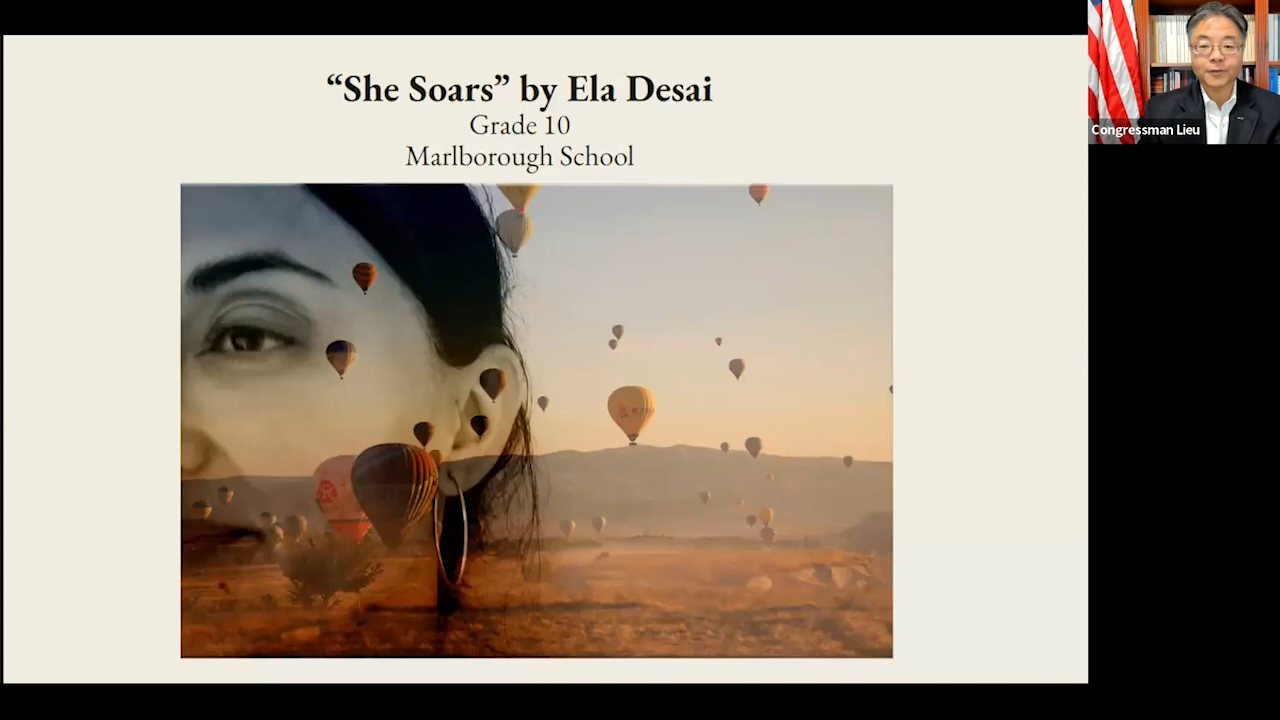 “She Soars” by Ela Desai
Grade 10
Marlborough School
Congressman Lieu